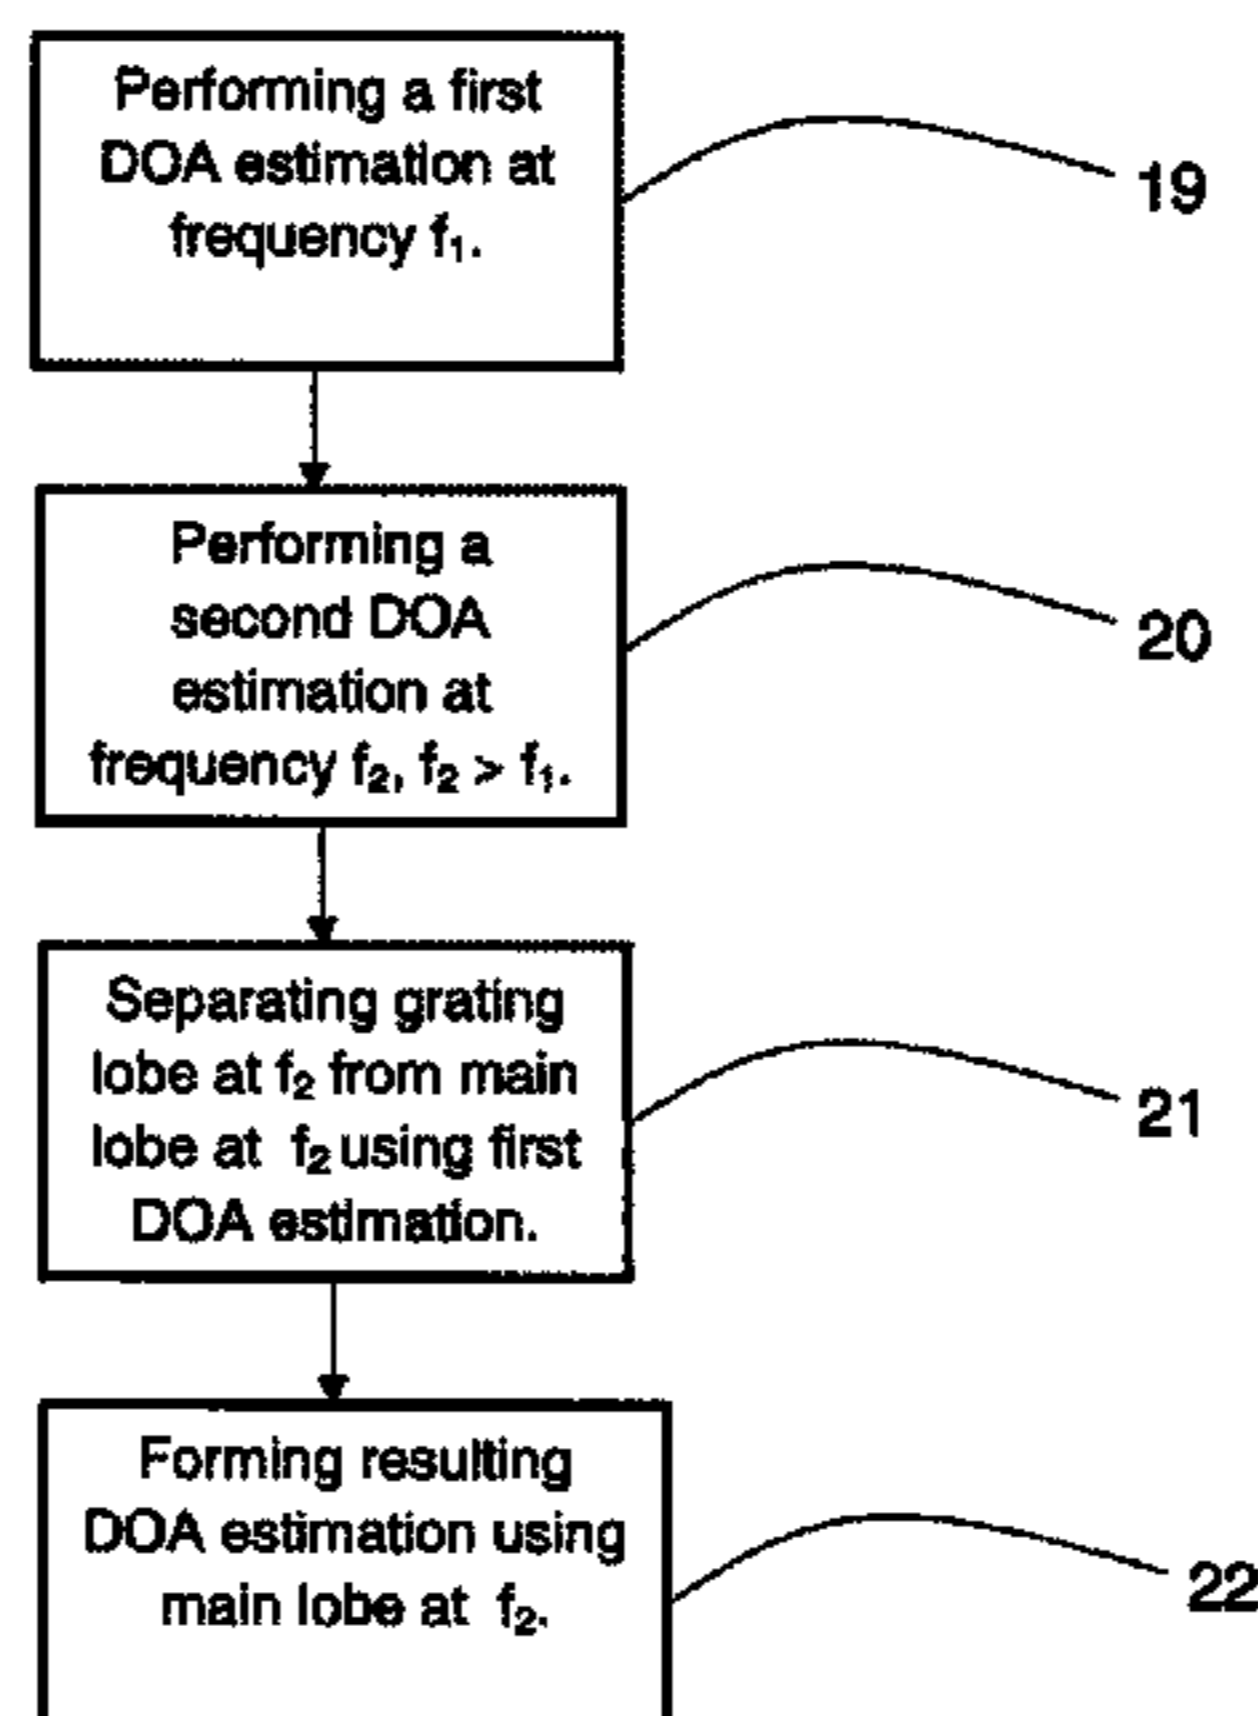 Performing a first
DOA estimation at
frequency f₁.
19
Performing a
second DOA
estimation at
frequency f₂, f₂ > f₁.
20
Separating grating
lobe at f₂ from main
lobe at f₂ using first
DOA estimation.
21
Forming resulting
DOA estimation using
main lobe at f₂.
22